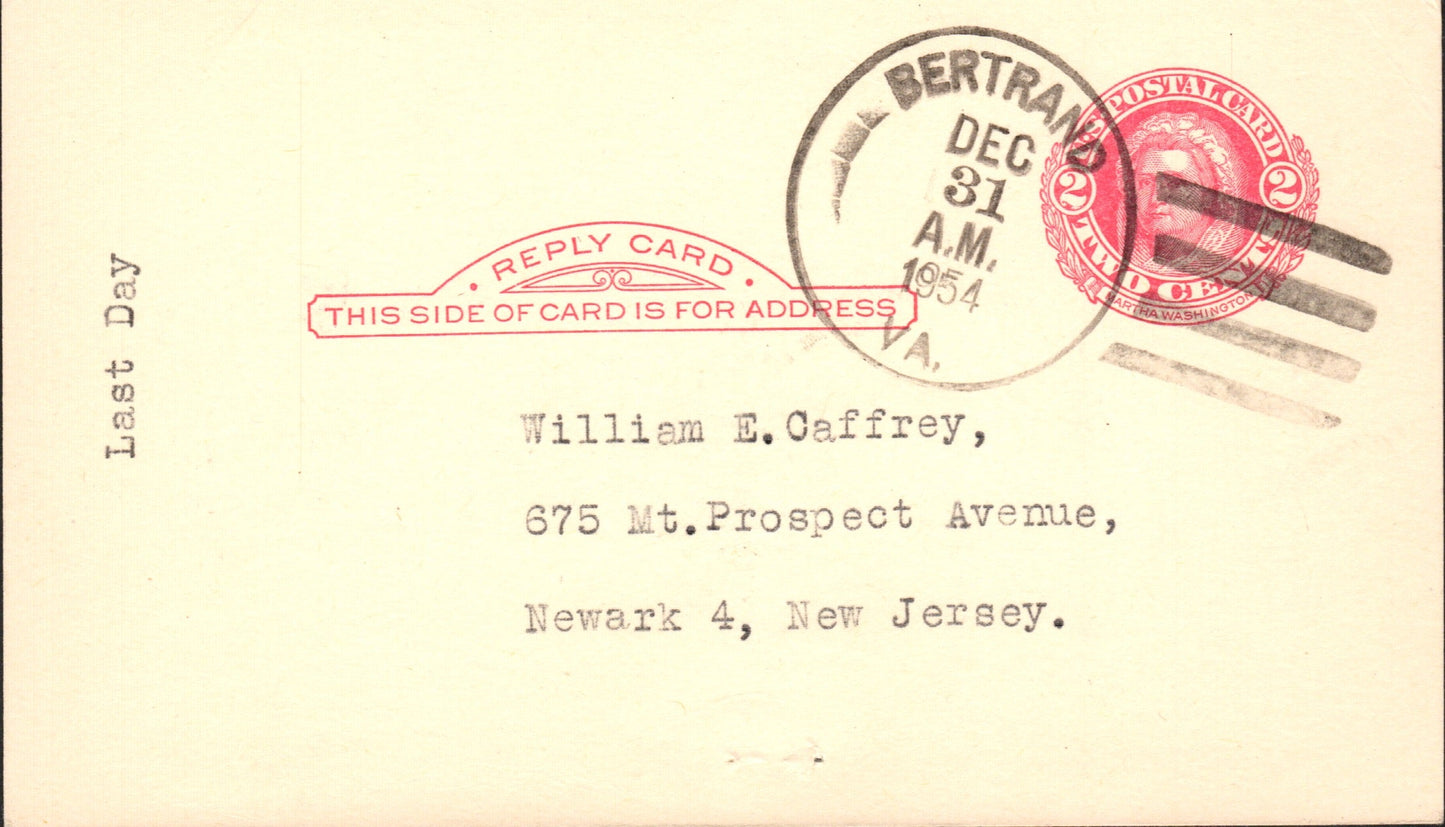 BERTRAND
DEC
31
A.M.
1954
VA.
POSTAL CARD
2 2
TWO CENTS
MARTHA WASHINGTON
REPLY CARD
THIS SIDE OF CARD IS FOR ADDRESS
Last Day
William E.Caffrey,
675 Mt.Prospect Avenue,
Newark 4, New Jersey.